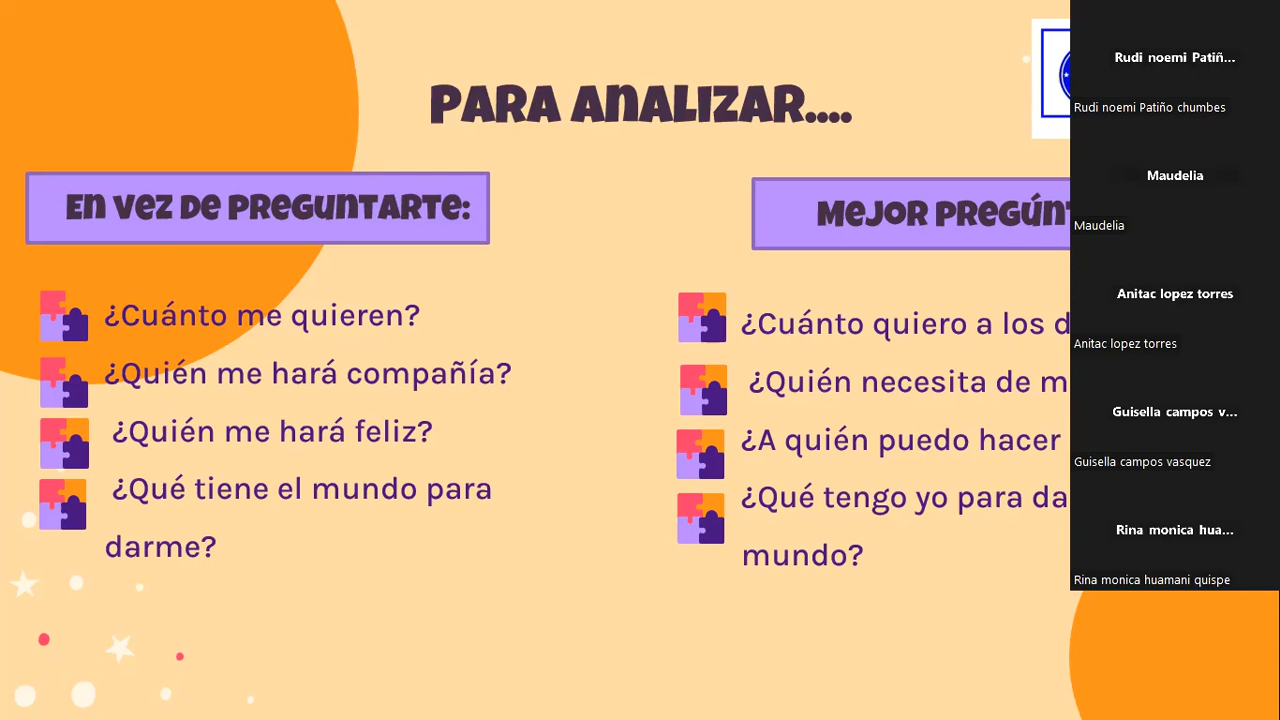 PARA ANALIZAR....
En vez de preguntarte:
¿Cuánto me quieren?
¿Quién me hará compañía?
¿Quién me hará feliz?
¿Qué tiene el mundo para
darme?
Mejor
¿Cuánto quiero a los
¿Quién necesita de
¿A quién puedo hacer
¿Qué tengo yo para
mundo?
Rudi noemi Patiñ...
Rudi noemi Patiño chumbes
Maudelia
Maudelia
Anitac lopez torres
Anitac lopez torres
Guisella campos v...
Guisella campos vasquez
Rina monica hua...
Rina monica huamani quispe